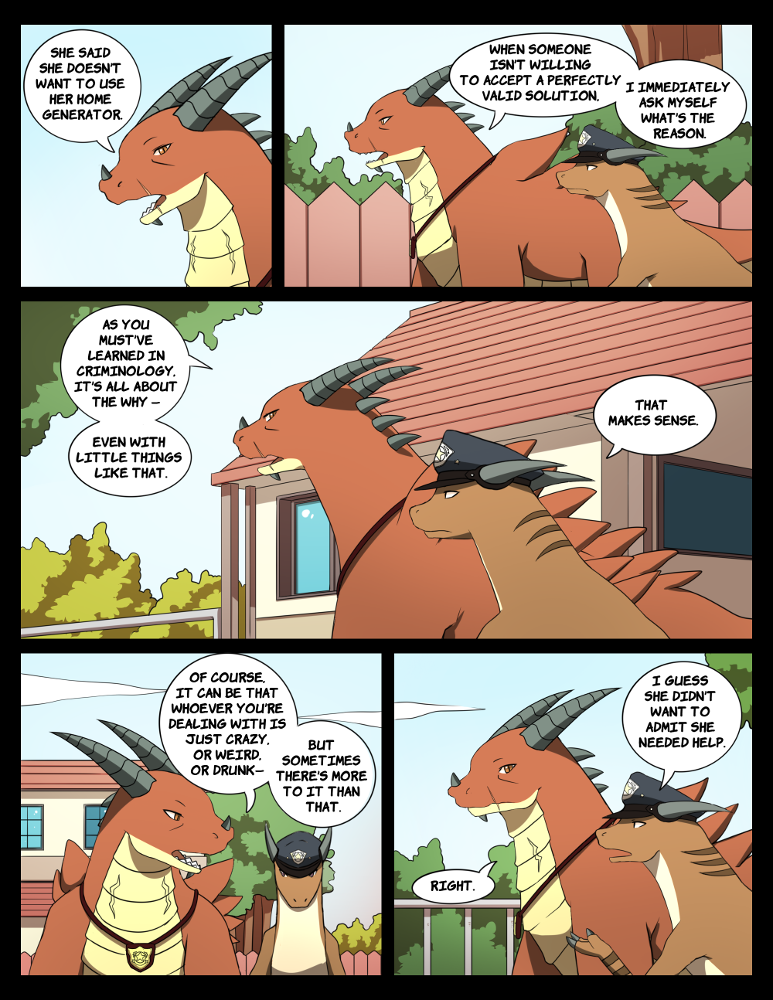 SHE SAID
SHE DOESN'T
WANT TO USE
HER HOME
GENERATOR.
WHEN SOMEONE
ISN'T WILLING
TO ACCEPT A PERFECTLY
VALID SOLUTION,
I IMMEDIATELY
ASK MYSELF
WHAT'S THE
REASON.
AS YOU
MUST'VE
LEARNED IN
CRIMINOLOGY,
IT'S ALL ABOUT
THE WHY –
EVEN WITH
LITTLE THINGS
LIKE THAT.
THAT
MAKES SENSE.
OF COURSE,
IT CAN BE THAT
WHOEVER YOU'RE
DEALING WITH IS
JUST CRAZY,
OR WEIRD,
OR DRUNK–
BUT
SOMETIMES
THERE'S MORE
TO IT THAN
THAT.
I GUESS
SHE DIDN'T
WANT TO
ADMIT SHE
NEEDED HELP.
RIGHT.